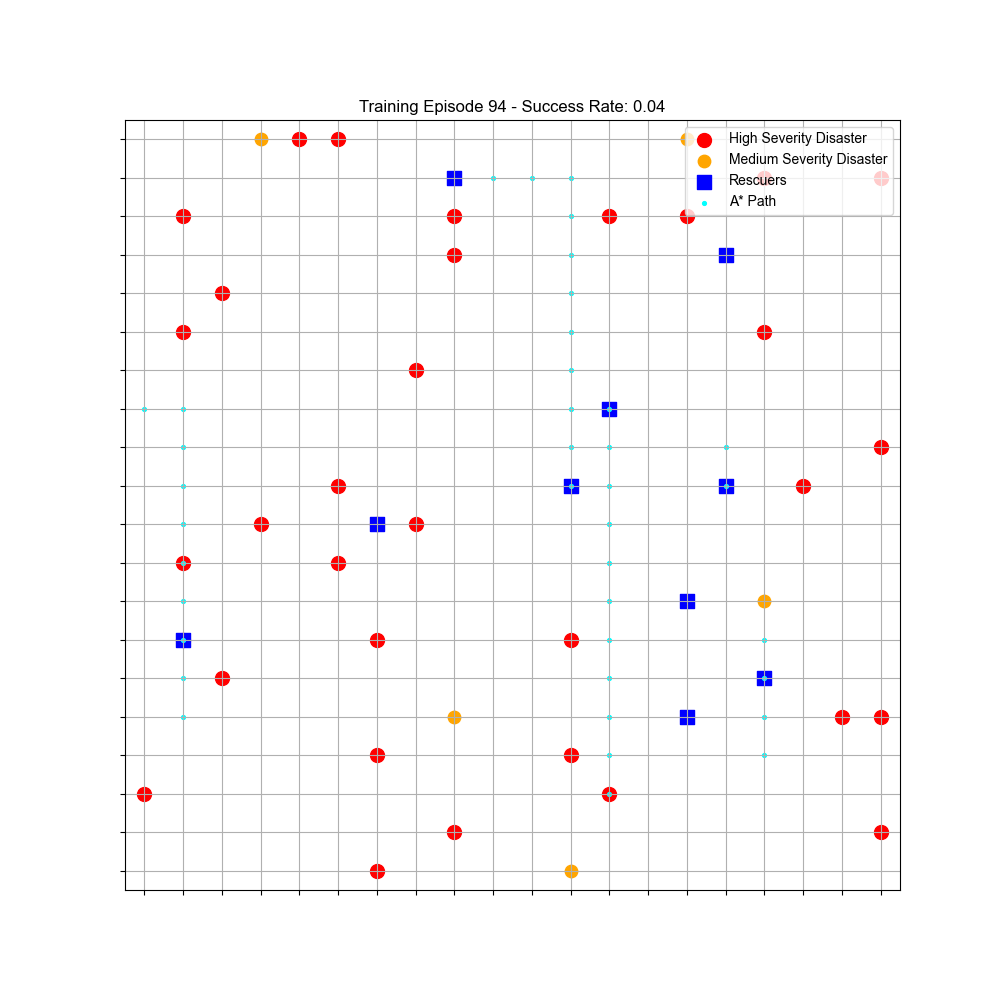 Training Episode 94 - Success Rate: 0.04
High Severity Disaster
Medium Severity Disaster
Rescuers
A* Path